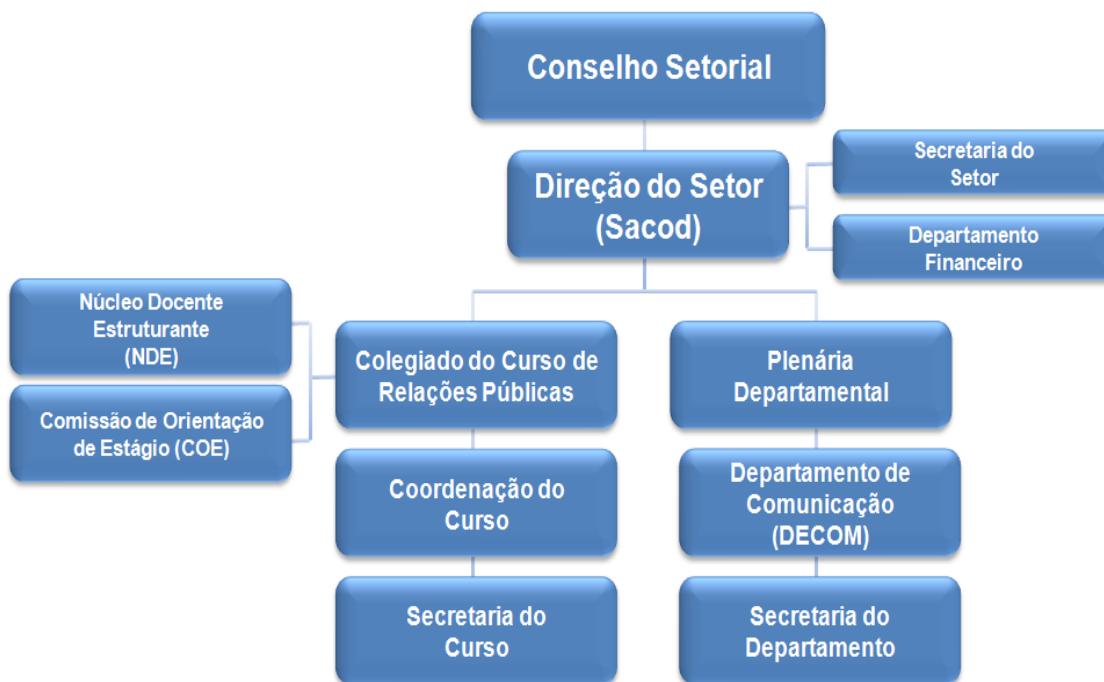 Conselho Setorial
Direção do Setor
(Sacod)
Secretaria do
Setor
Departamento
Financeiro
Núcleo Docente
Estruturante
(NDE)
Comissão de Orientação
de Estágio (COE)
Colegiado do Curso de
Relações Públicas
Plenária
Departamental
Coordenação do
Curso
Departamento de
Comunicação
(DECOM)
Secretaria do
Curso
Secretaria do
Departamento